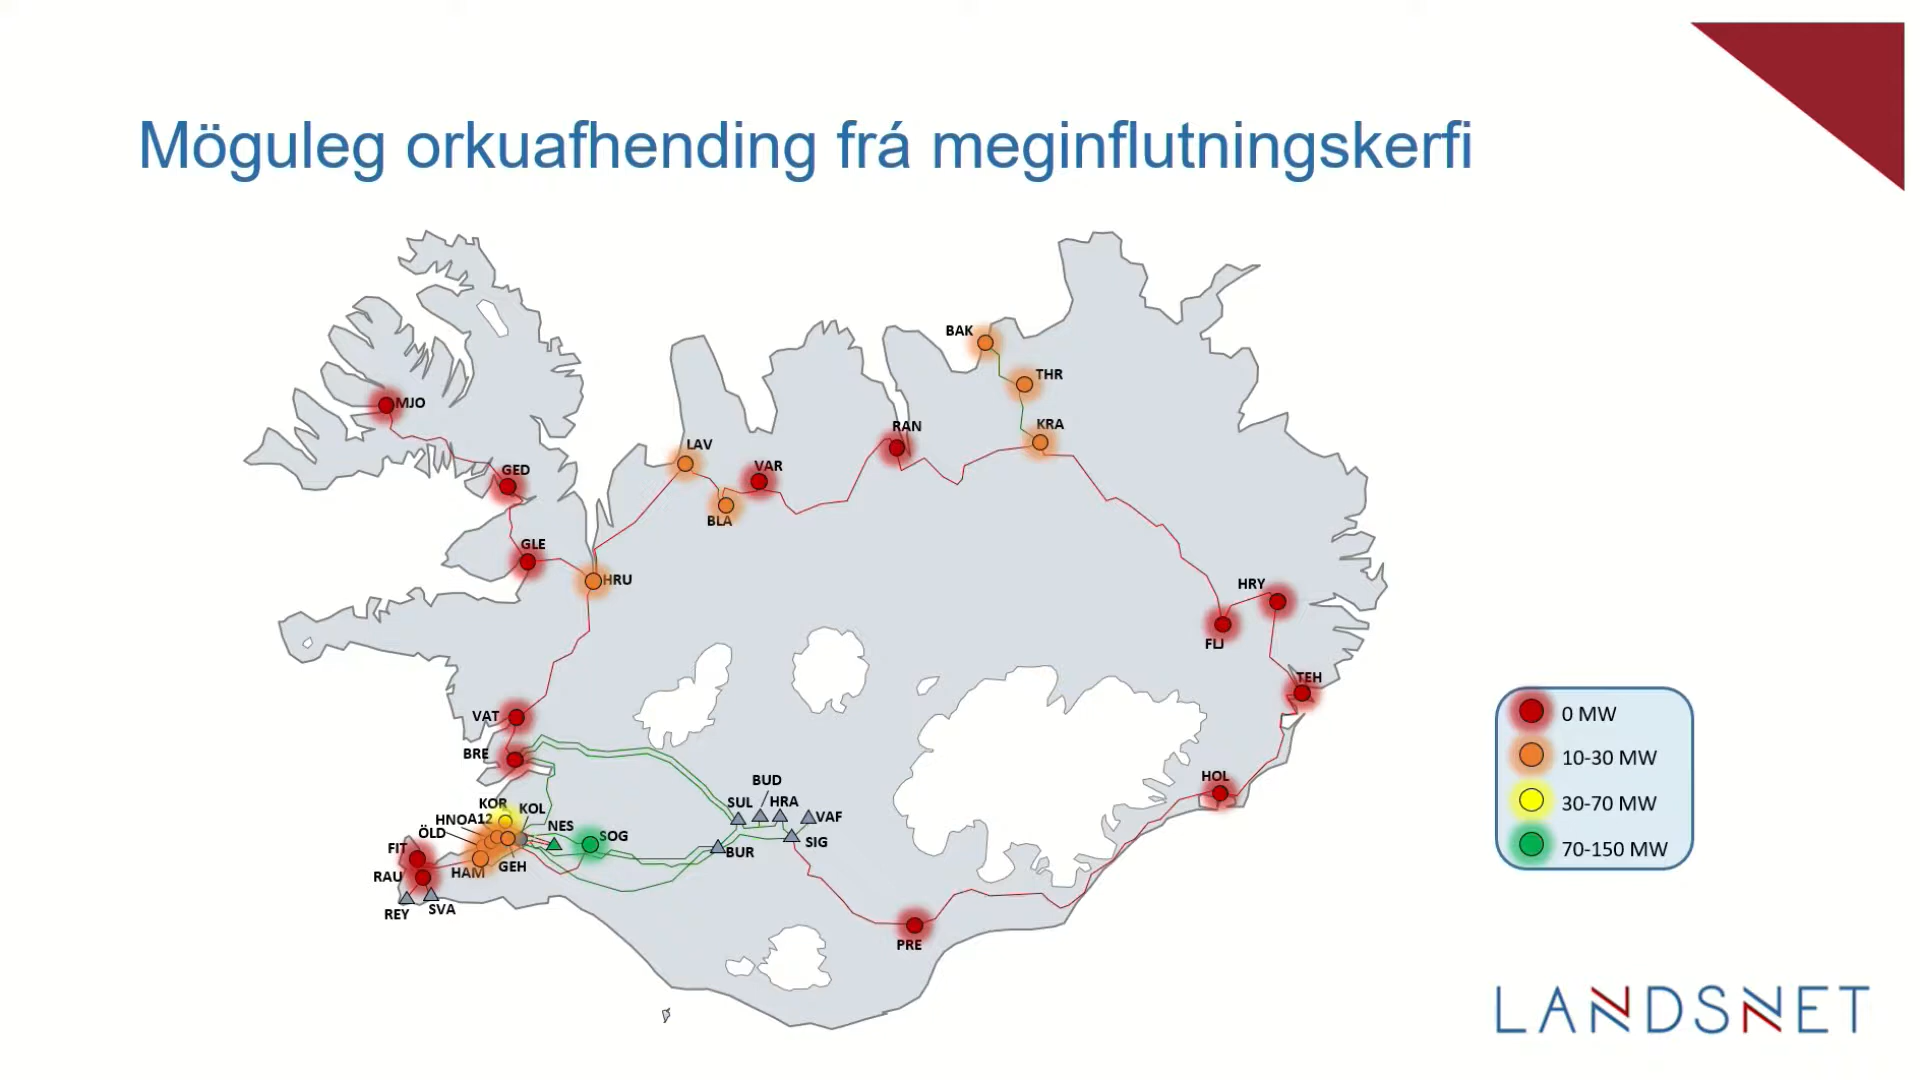 Möguleg orkuafhending frá meginflutningskerfi
BAK
THR
MJO
RAN
KRA
LAV
GED
VAR
BLA
GLE
HRU
HRY
FLJ
TEH
VAT
BRE
HOL
BUD
SUL
HRA
VAF
KOR
KOL
HNO
A12
ÖLD
NES
SOG
SIG
BUR
FIT
RAU
HAM
GEH
REY
SVA
PRE
0 MW
10-30 MW
30-70 MW
70-150 MW
LANDSNET